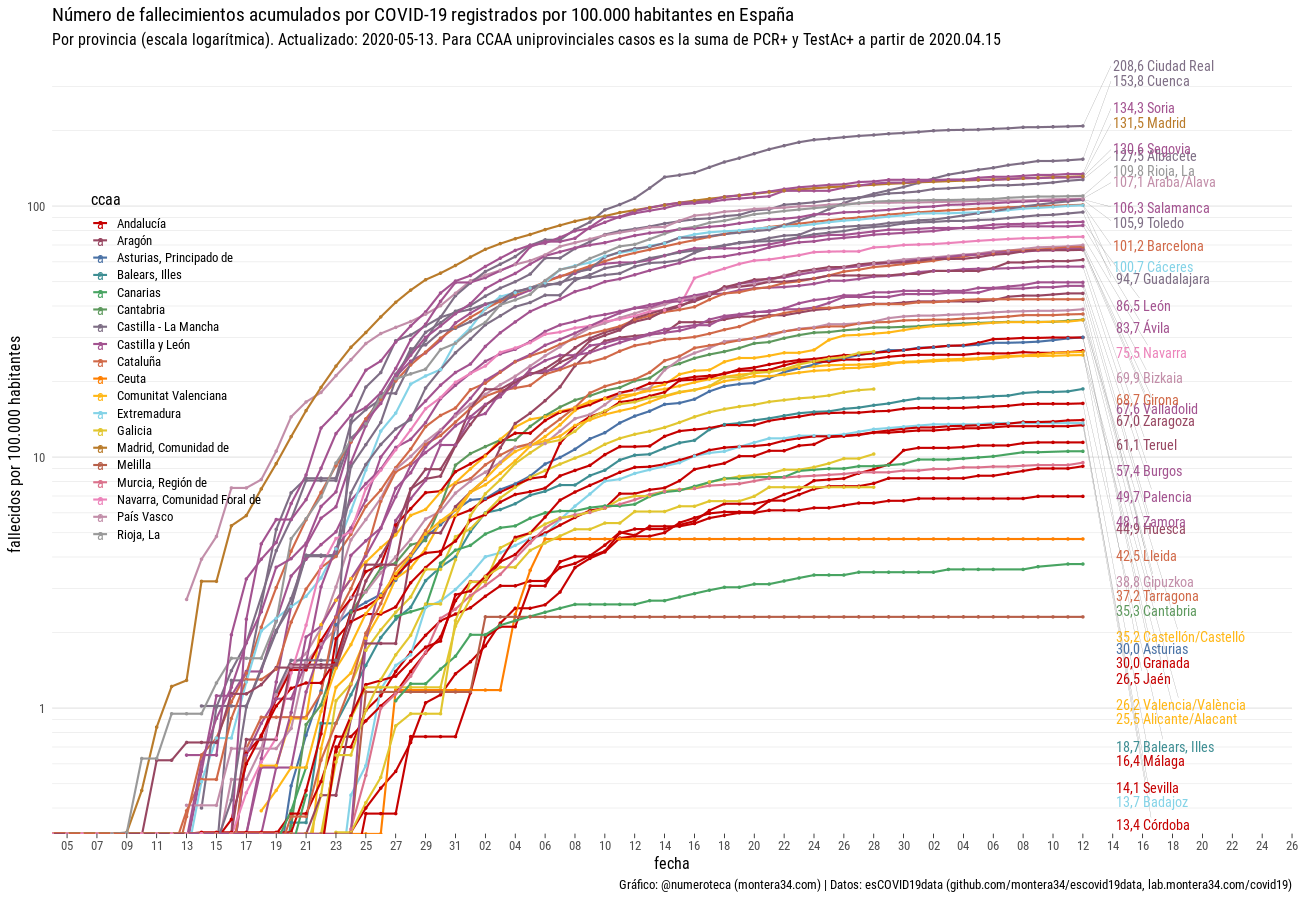 Número de fallecimientos acumulados por COVID-19 registrados por 100.000 habitantes en España
Por provincia (escala logarítmica). Actualizado: 2020-05-13. Para CCAA uniprovinciales casos es la suma de PCR+ y TestAc+ a partir de 2020.04.15
208,6 Ciudad Real
153,8 Cuenca
134,3 Soria
131,5 Madrid
130,6 Segovia
127,5 Albacete
109,8 Rioja, La
107,1 Araba/Álava
106,3 Salamanca
105,9 Toledo
101,2 Barcelona
100,7 Cáceres
94,7 Guadalajara
86,5 León
83,7 Ávila
75,5 Navarra
69,9 Bizkaia
68,7 Girona
67,6 Valladolid
67,0 Zaragoza
61,1 Teruel
57,4 Burgos
49,7 Palencia
48,1 Zamora
44,9 Huesca
42,5 Lleida
38,8 Gipuzkoa
37,2 Tarragona
35,3 Cantabria
35,2 Castellón/Castelló
30,0 Asturias
30,0 Granada
26,5 Jaén
26,2 Valencia/València
25,5 Alicante/Alacant
18,7 Balears, Illes
16,4 Málaga
14,1 Sevilla
13,7 Badajoz
13,4 Córdoba
ccaa
Andalucía
Aragón
Asturias, Principado de
Balears, Illes
Canarias
Cantabria
Castilla - La Mancha
Castilla y León
Cataluña
Ceuta
Comunitat Valenciana
Extremadura
Galicia
Madrid, Comunidad de
Melilla
Murcia, Región de
Navarra, Comunidad Foral de
País Vasco
Rioja, La
fallecidos por 100.000 habitantes
100
10
1
05 07 09 11 13 15 17 19 21 23 25 27 29 31 02 04 06 08 10 12 14 16 18 20 22 24 26 28 30 02 04 06 08 10 12 14 16 18 20 22 24 26
fecha
Gráfico: @numeroteca (montera34.com) | Datos: esCOVID19data (github.com/montera34/escovid19data, lab.montera34.com/covid19)